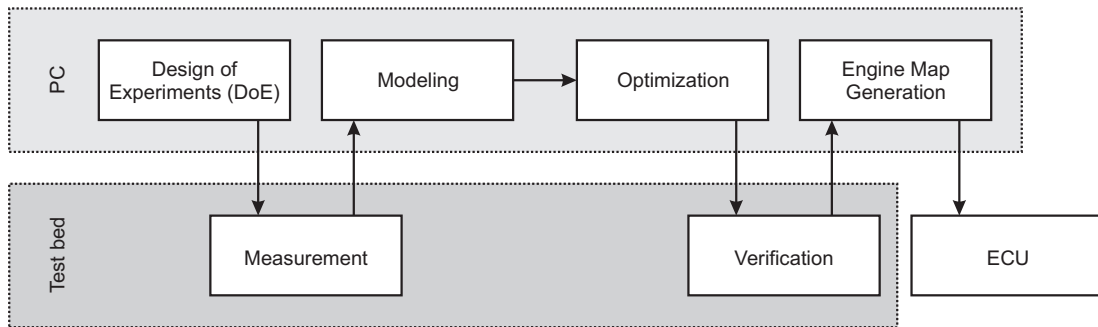 PC
Design of
Experiments (DoE)
Modeling
Optimization
Engine Map
Generation
Test bed
Measurement
Verification
ECU